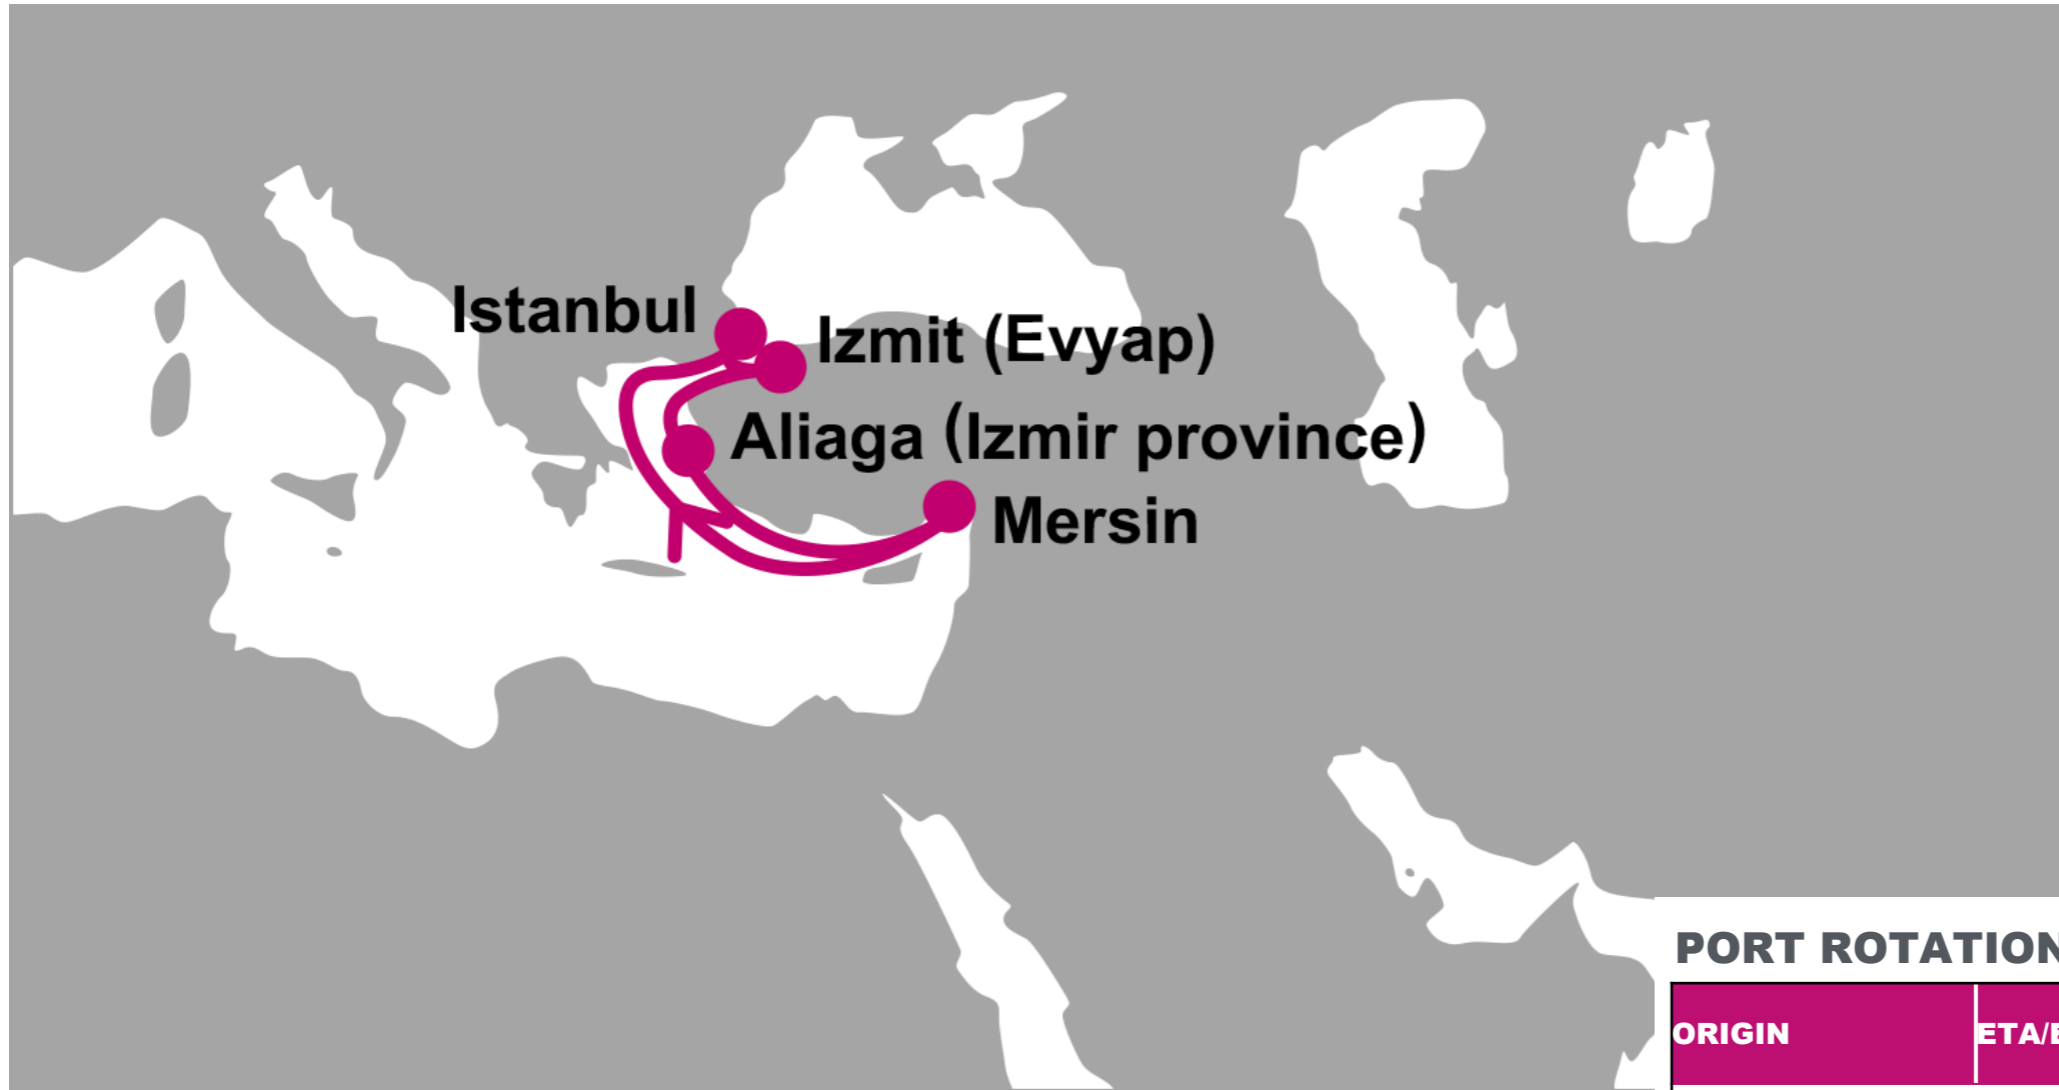 Istanbul
Izmit (Evyap)
Aliaga (Izmir province)
Mersin
PORT ROTATION
ORIGIN